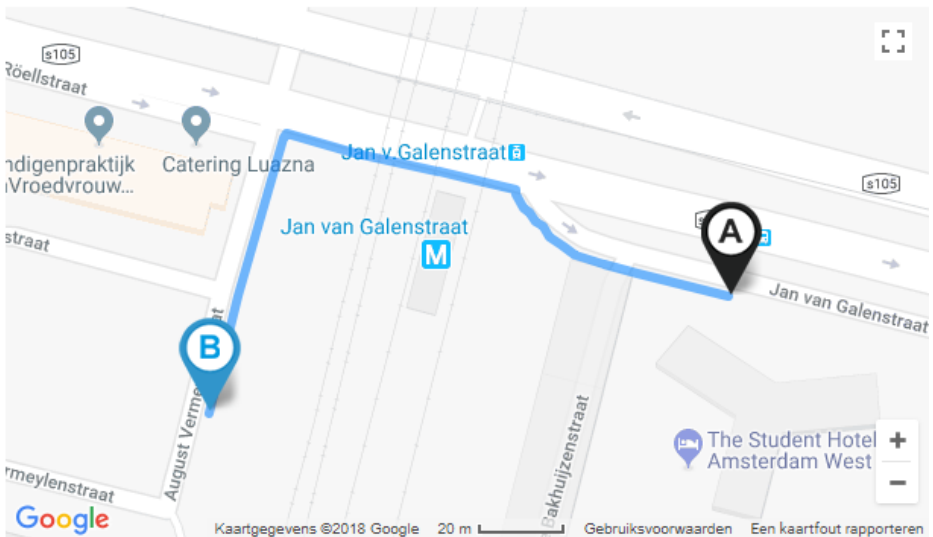 s105
Röellstraat
ndigenpraktijk
Vroedvrouw...
Catering Luazna
Jan v.Galenstraat
s105
A
Jan van Galenstraat
M
straat
Jan van Galenstraat
B
August Verme
The Student Hotel
Amsterdam West
Bakhuijzenstraat
rmeylenstraat
+
−
Google
Kaartgegevens ©2018 Google 20 m Gebruiksvoorwaarden Een kaartfout rapporteren